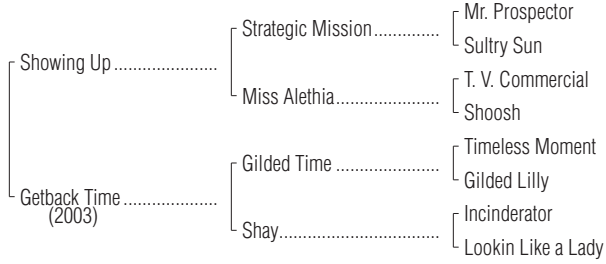 Mr. Prospector
Strategic Mission..............
Sultry Sun
Showing Up......................
T. V. Commercial
Miss Alethia......................
Shoosh
Timeless Moment
Gilded Time ......................
Gilded Lilly
Getback Time....................
(2003)
Incinderator
Shay..................................
Lookin Like a Lady